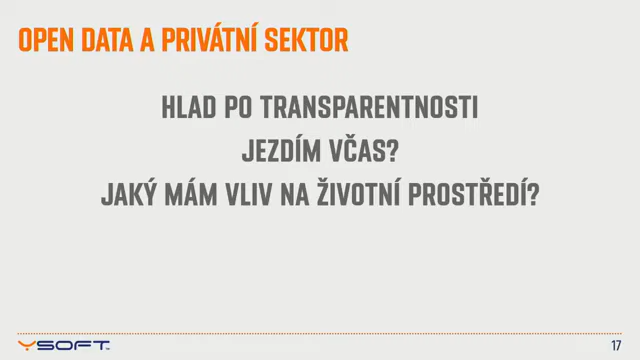 OPEN DATA A PRIVÁTNÍ SEKTOR
HLAD PO TRANSPARENTNOSTI
JEZDÍM VČAS?
JAKÝ MÁM VLIV NA ŽIVOTNÍ PROSTŘEDÍ?
YSOFT
17